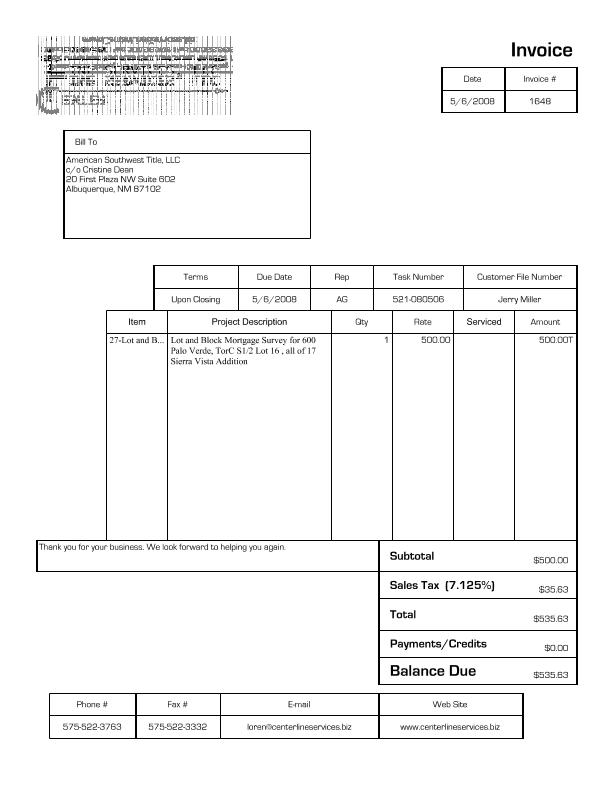 Invoice
Date Invoice #
5/6/2008 1648
Bill To
American Southwest Title, LLC
c/o Cristine Dean
20 First Plaza NW Suite 602
Albuquerque, NM 87102
Terms Due Date Rep Task Number Customer File Number
Upon Closing 5/6/2008 AG 521-080506 Jerry Miller
Item Project Description Qty Rate Serviced Amount
27-Lot and B... Lot and Block Mortgage Survey for 600 1 500.00 500.00T
Palo Verde, TorC S1/2 Lot 16 , all of 17
Sierra Vista Addition
Thank you for your business. We look forward to helping you again.
Subtotal $500.00
Sales Tax (7.125%) $35.63
Total $535.63
Payments/Credits $0.00
Balance Due $535.63
Phone # Fax # E-mail Web Site
575-522-3763 575-522-3332 loren@centerlineservices.biz www.centerlineservices.biz